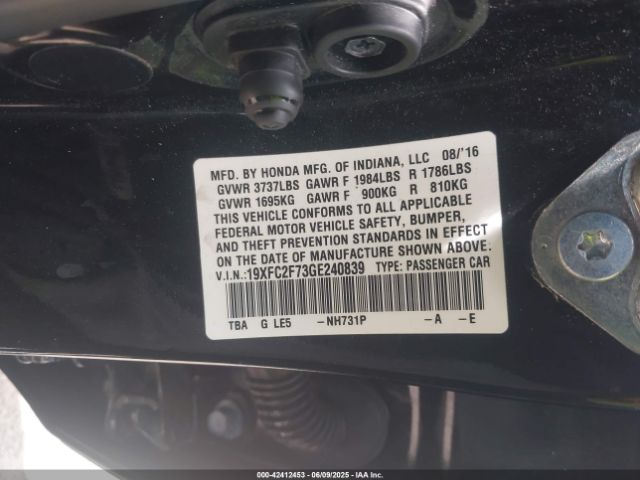 MFD. BY HONDA MFG. OF INDIANA, LLC 08/'16
GVWR 3737LBS GAWR F 1984LBS R 1786LBS
GVWR 1695KG GAWR F 900KG R 810KG
THIS VEHICLE CONFORMS TO ALL APPLICABLE
FEDERAL MOTOR VEHICLE SAFETY, BUMPER,
AND THEFT PREVENTION STANDARDS IN EFFECT
ON THE DATE OF MANUFACTURE SHOWN ABOVE.
V.I.N.:19XFC2F73GE240839 TYPE: PASSENGER CAR
TBA G LE5 -NH731P -A -E
000-42412453 - 06/09/2025 - IAA Inc.